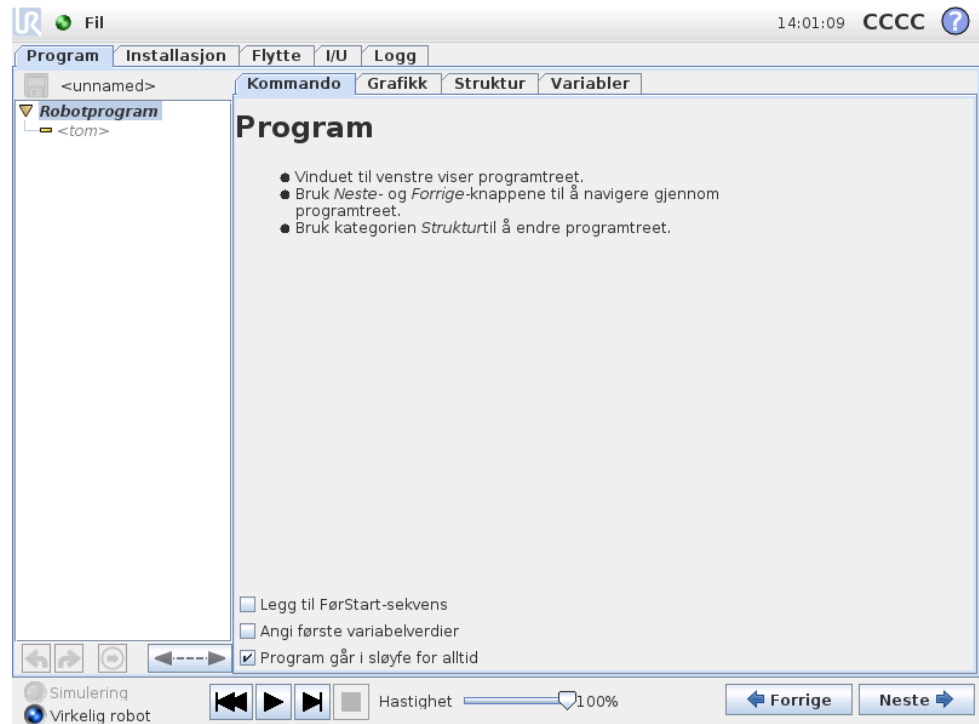 UR Fil 14:01:09 CCCC ?
Program Installasjon Flytte I/U Logg
<unnamed> Kommando Grafikk Struktur Variabler
Robotprogram
<tom>
Program
Vinduet til venstre viser programtreet.
Bruk Neste- og Forrige-knappene til å navigere gjennom
programtreet.
Bruk kategorien Strukturtil å endre programtreet.
Legg til FørStart-sekvens
Angi første variabelverdier
Program går i sløyfe for alltid
Simulering
Virkelig robot
Hastighet 100% Forrige Neste